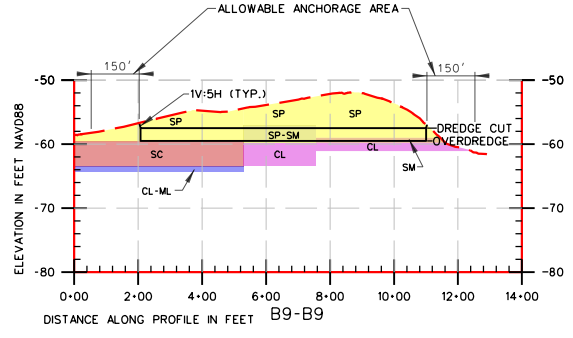 ALLOWABLE ANCHORAGE AREA
150' 150'
-50 -50
1V:5H (TYP.)
SP SP SP
DREDGE CUT
SP-SM
OVERDREDGE
-60 -60
SC CL CL
SM
CL-ML
-70 -70
-80 -80
ELEVATION IN FEET NAVD88
0+00 2+00 4+00 6+00 8+00 10+00 12+00 14+00
DISTANCE ALONG PROFILE IN FEET B9-B9